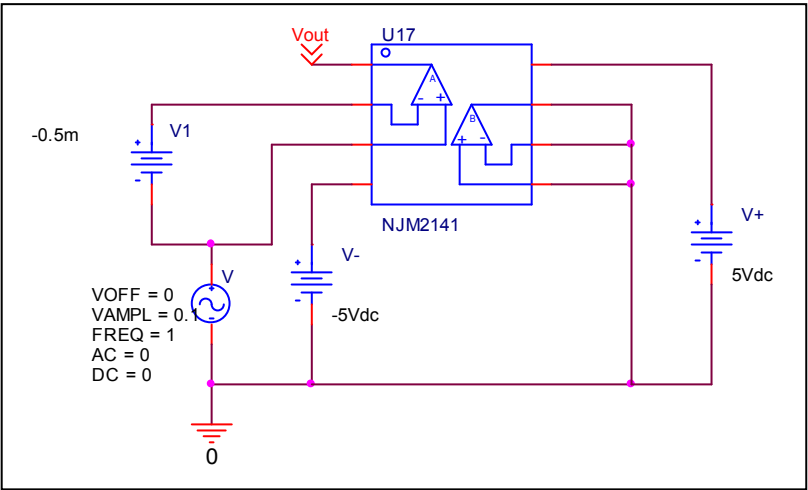 Vout
U17
A
- +
B
+ -
-0.5m
V1
+
-
NJM2141
V-
+
-
-5Vdc
V+
+
-
5Vdc
V
+
-
VOFF = 0
VAMPL = 0.1
FREQ = 1
AC = 0
DC = 0
0